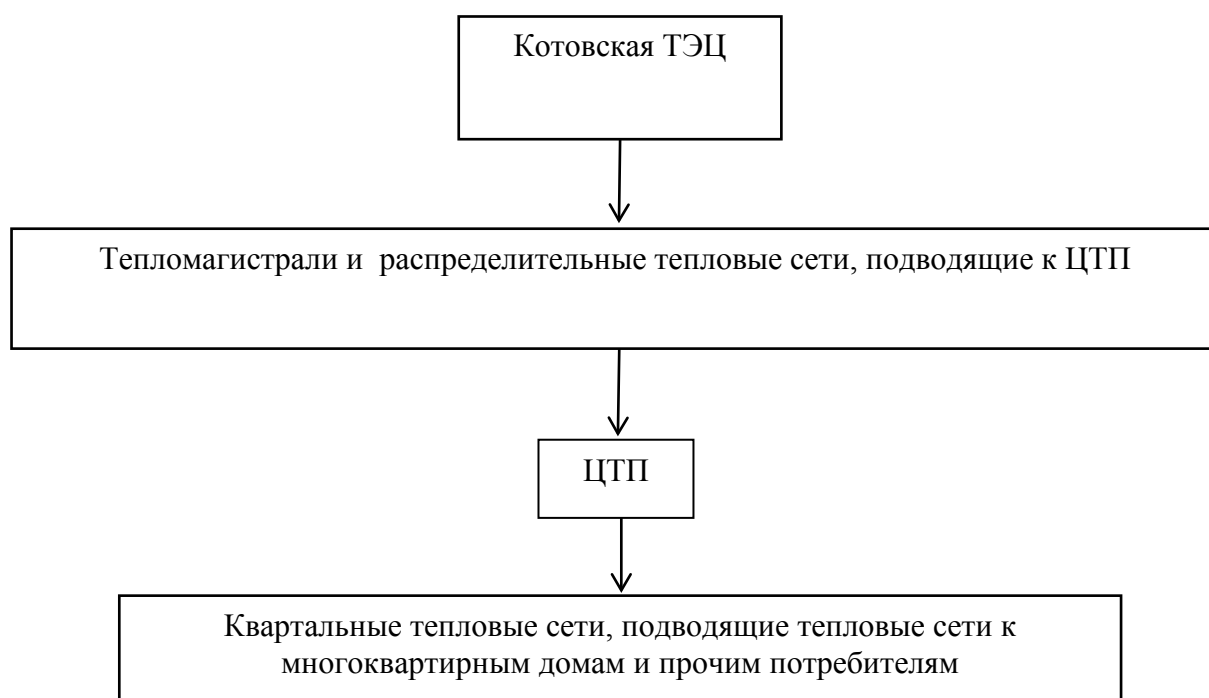 Котовская ТЭЦ
Тепломагистрали и распределительные тепловые сети, подводящие к ЦТП
ЦТП
Квартальные тепловые сети, подводящие тепловые сети к
многоквартирным домам и прочим потребителям